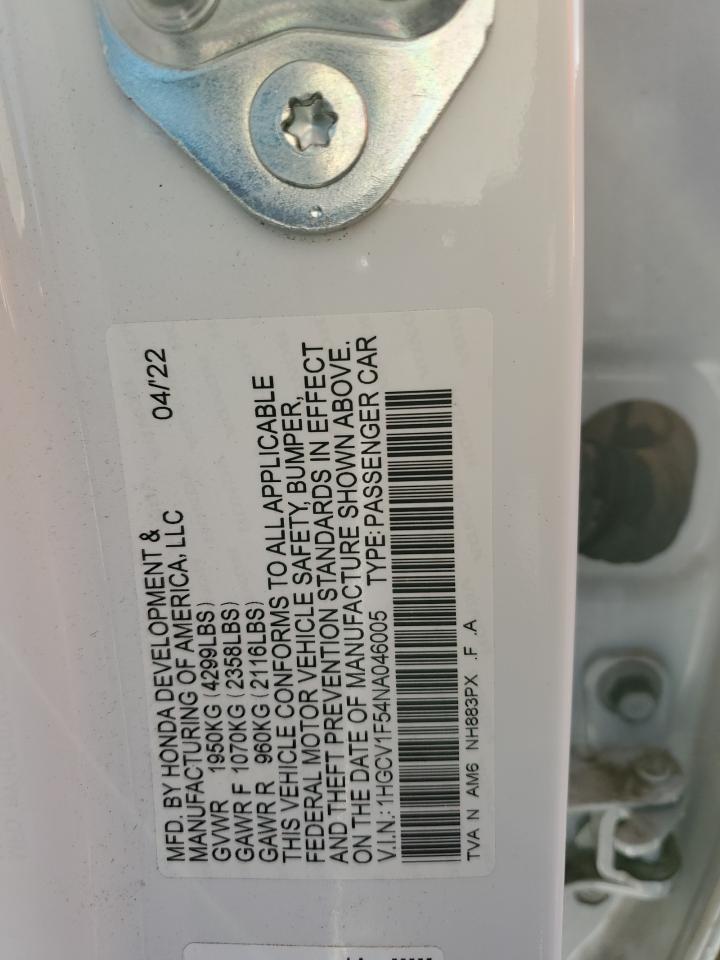 MFD. BY HONDA DEVELOPMENT & 04/'22
MANUFACTURING OF AMERICA, LLC
GVWR 1950KG (4299LBS)
GAWR F 1070KG (2358LBS)
GAWR R 960KG (2116LBS)
THIS VEHICLE CONFORMS TO ALL APPLICABLE
FEDERAL MOTOR VEHICLE SAFETY, BUMPER,
AND THEFT PREVENTION STANDARDS IN EFFECT
ON THE DATE OF MANUFACTURE SHOWN ABOVE.
V.I.N.: 1HGCV1F54NA046005 TYPE: PASSENGER CAR
TVA N AM6 NH883PX .F .A